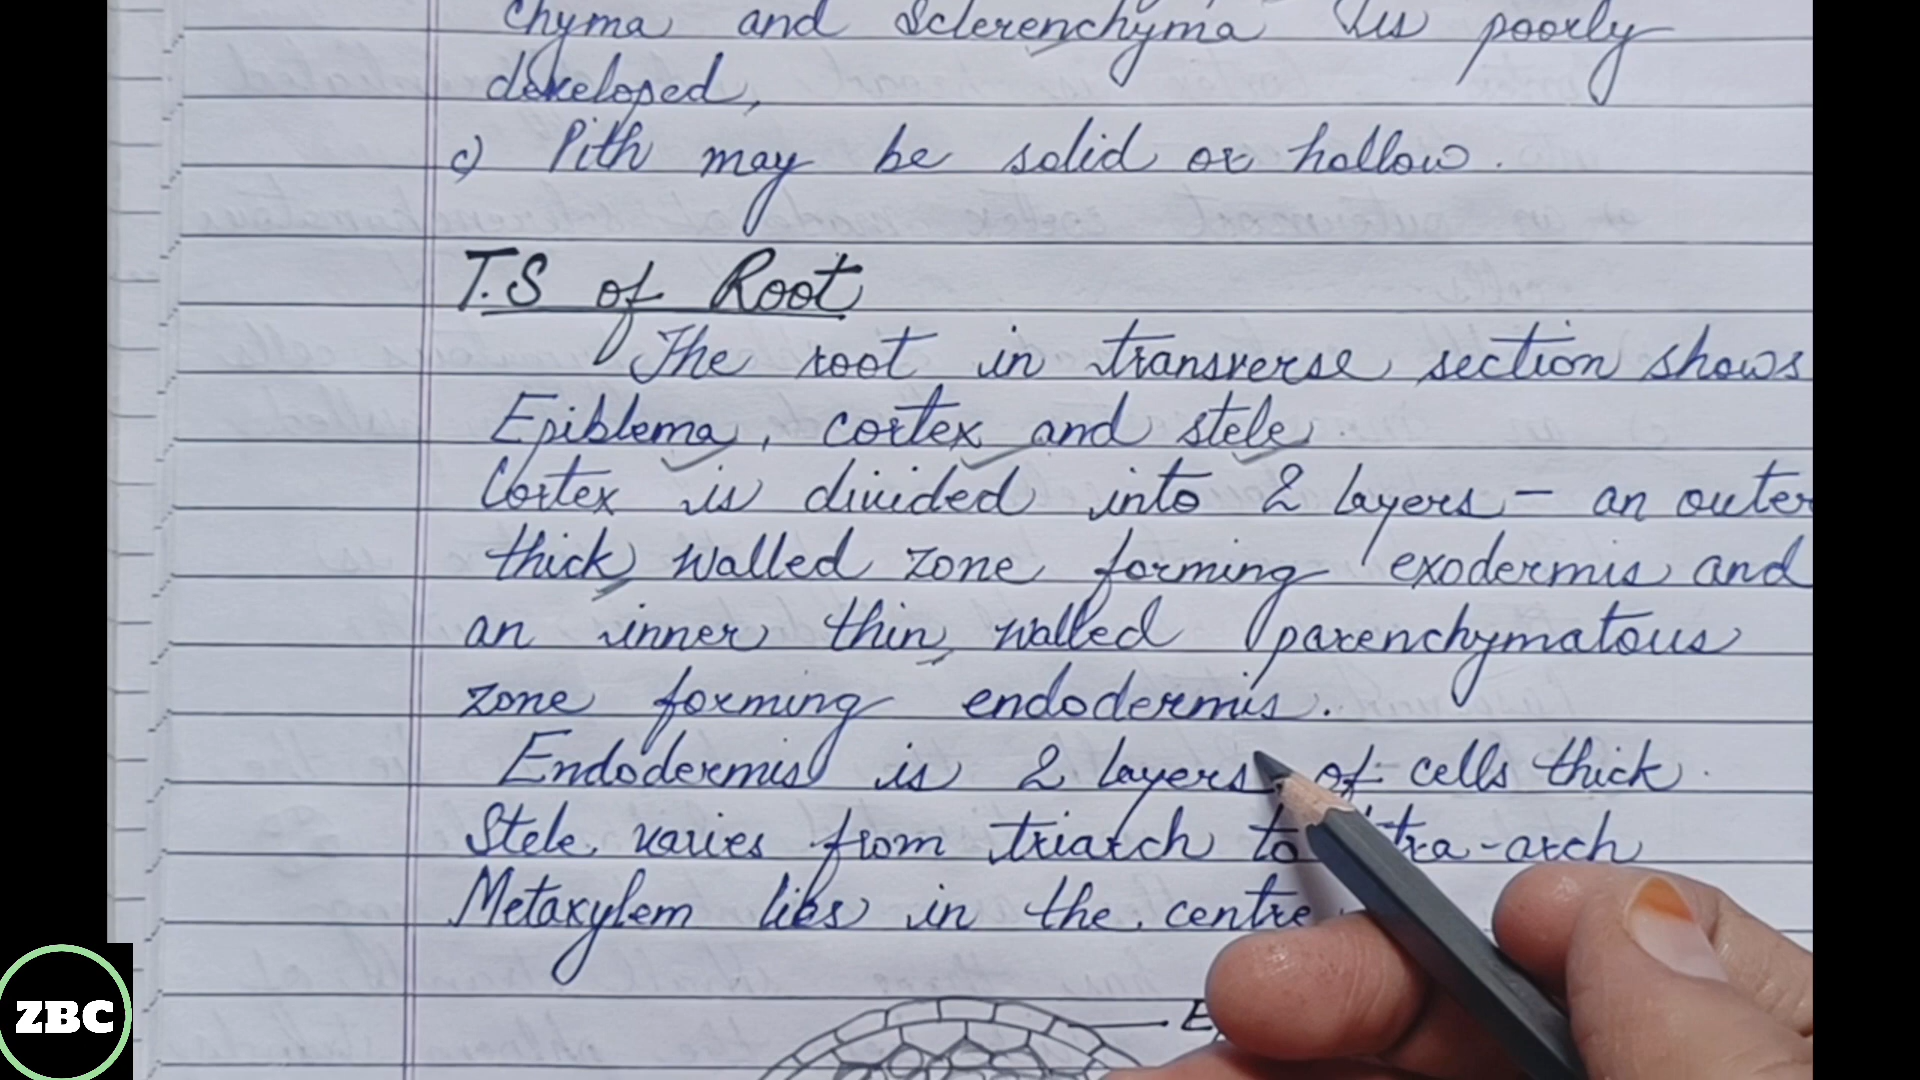 chyma and Sclerenchyma is poorly
developed,
c) Pith may be solid or hollow.
T.S of Root
The root in transverse section shows
Epiblema, cortex and stele.
Cortex is divided into 2 layers - an outer
thick walled zone forming exodermis and
an inner thin walled parenchymatous
zone forming endodermis.
Endodermis is 2 layers of cells thick.
Stele varies from triarch to tra-arch
Metaxylem lies in the centre
E
ZBC